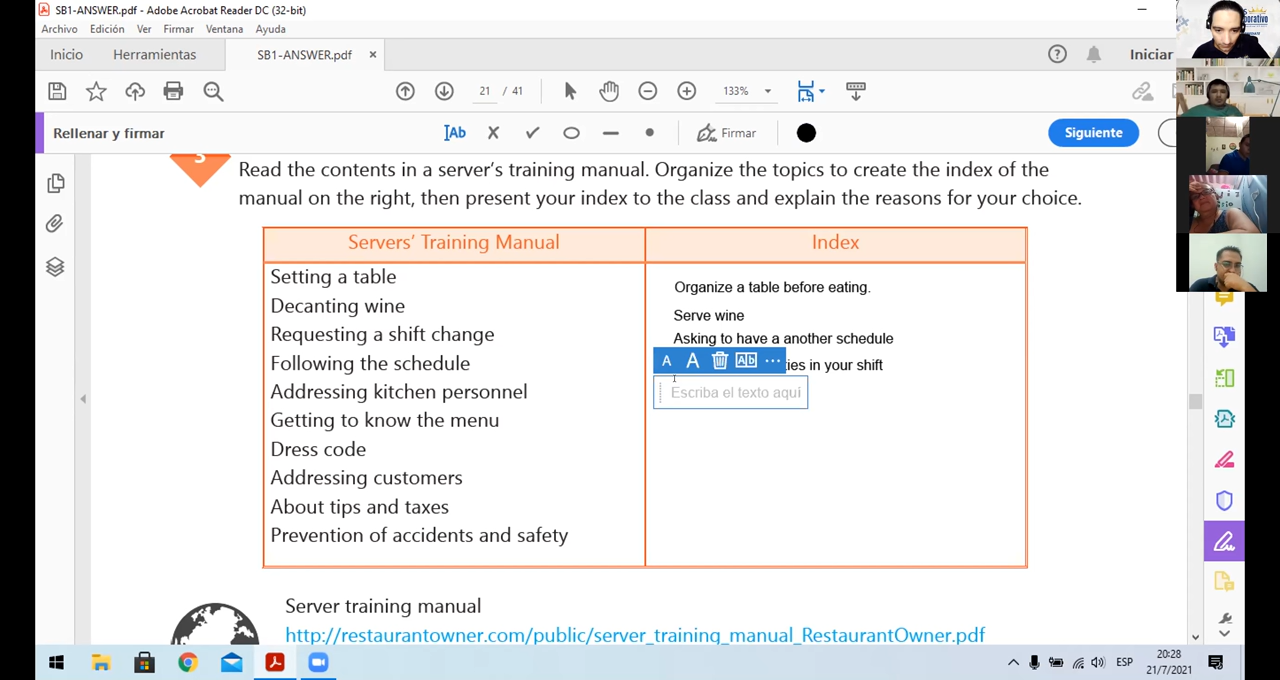 SB1-ANSWER.pdf - Adobe Acrobat Reader DC (32-bit)
Archivo Edición Ver Firmar Ventana Ayuda
Inicio Herramientas SB1-ANSWER.pdf × Iniciar
21 / 41 133%
Rellenar y firmar Ab Firmar Siguiente
Read the contents in a server's training manual. Organize the topics to create the index of the
manual on the right, then present your index to the class and explain the reasons for your choice.
Servers' Training Manual Index
Setting a table Organize a table before eating.
Decanting wine Serve wine
Requesting a shift change Asking to have a another schedule
Following the schedule in your shift
A A Ab ...
Addressing kitchen personnel Escriba el texto aquí
Getting to know the menu
Dress code
Addressing customers
About tips and taxes
Prevention of accidents and safety
Server training manual
http://restaurantowner.com/public/server_training_manual_RestaurantOwner.pdf
ESP 20:28
21/7/2021